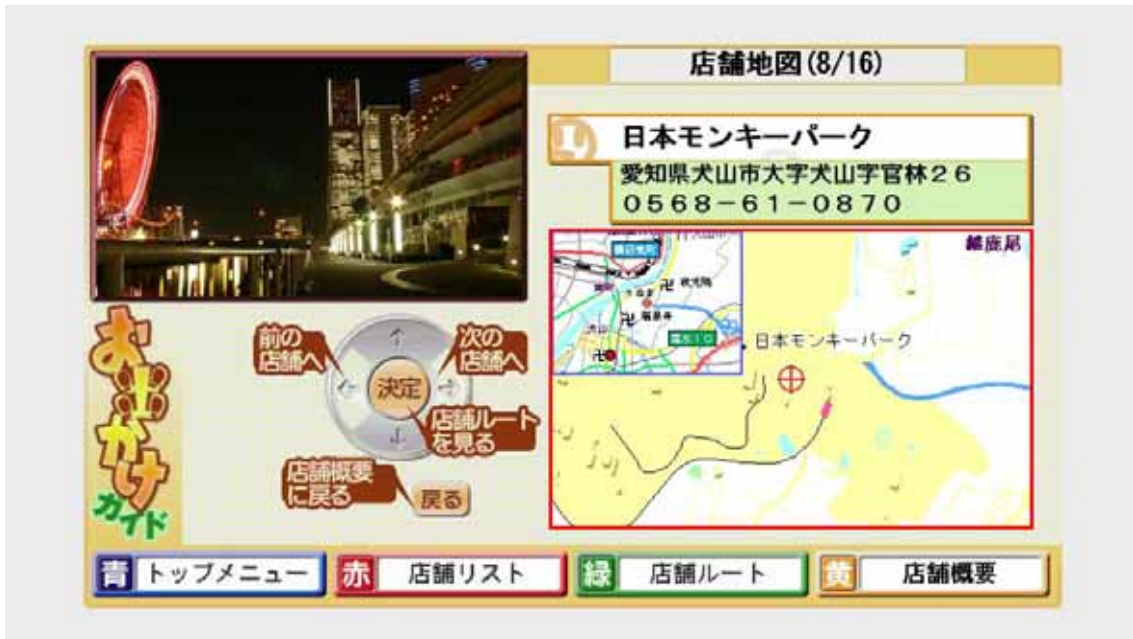 店舗地図(8/16)
日本モンキーパーク
愛知県犬山市大字犬山字官林26
0568-61-0870
継鹿尾
日本モンキーパーク
犬山
おでかけ
ガイド
前の
店舗へ
次の
店舗へ
決定
店舗ルート
を見る
店舗概要
に戻る
戻る
青 トップメニュー
赤 店舗リスト
緑 店舗ルート
黄 店舗概要